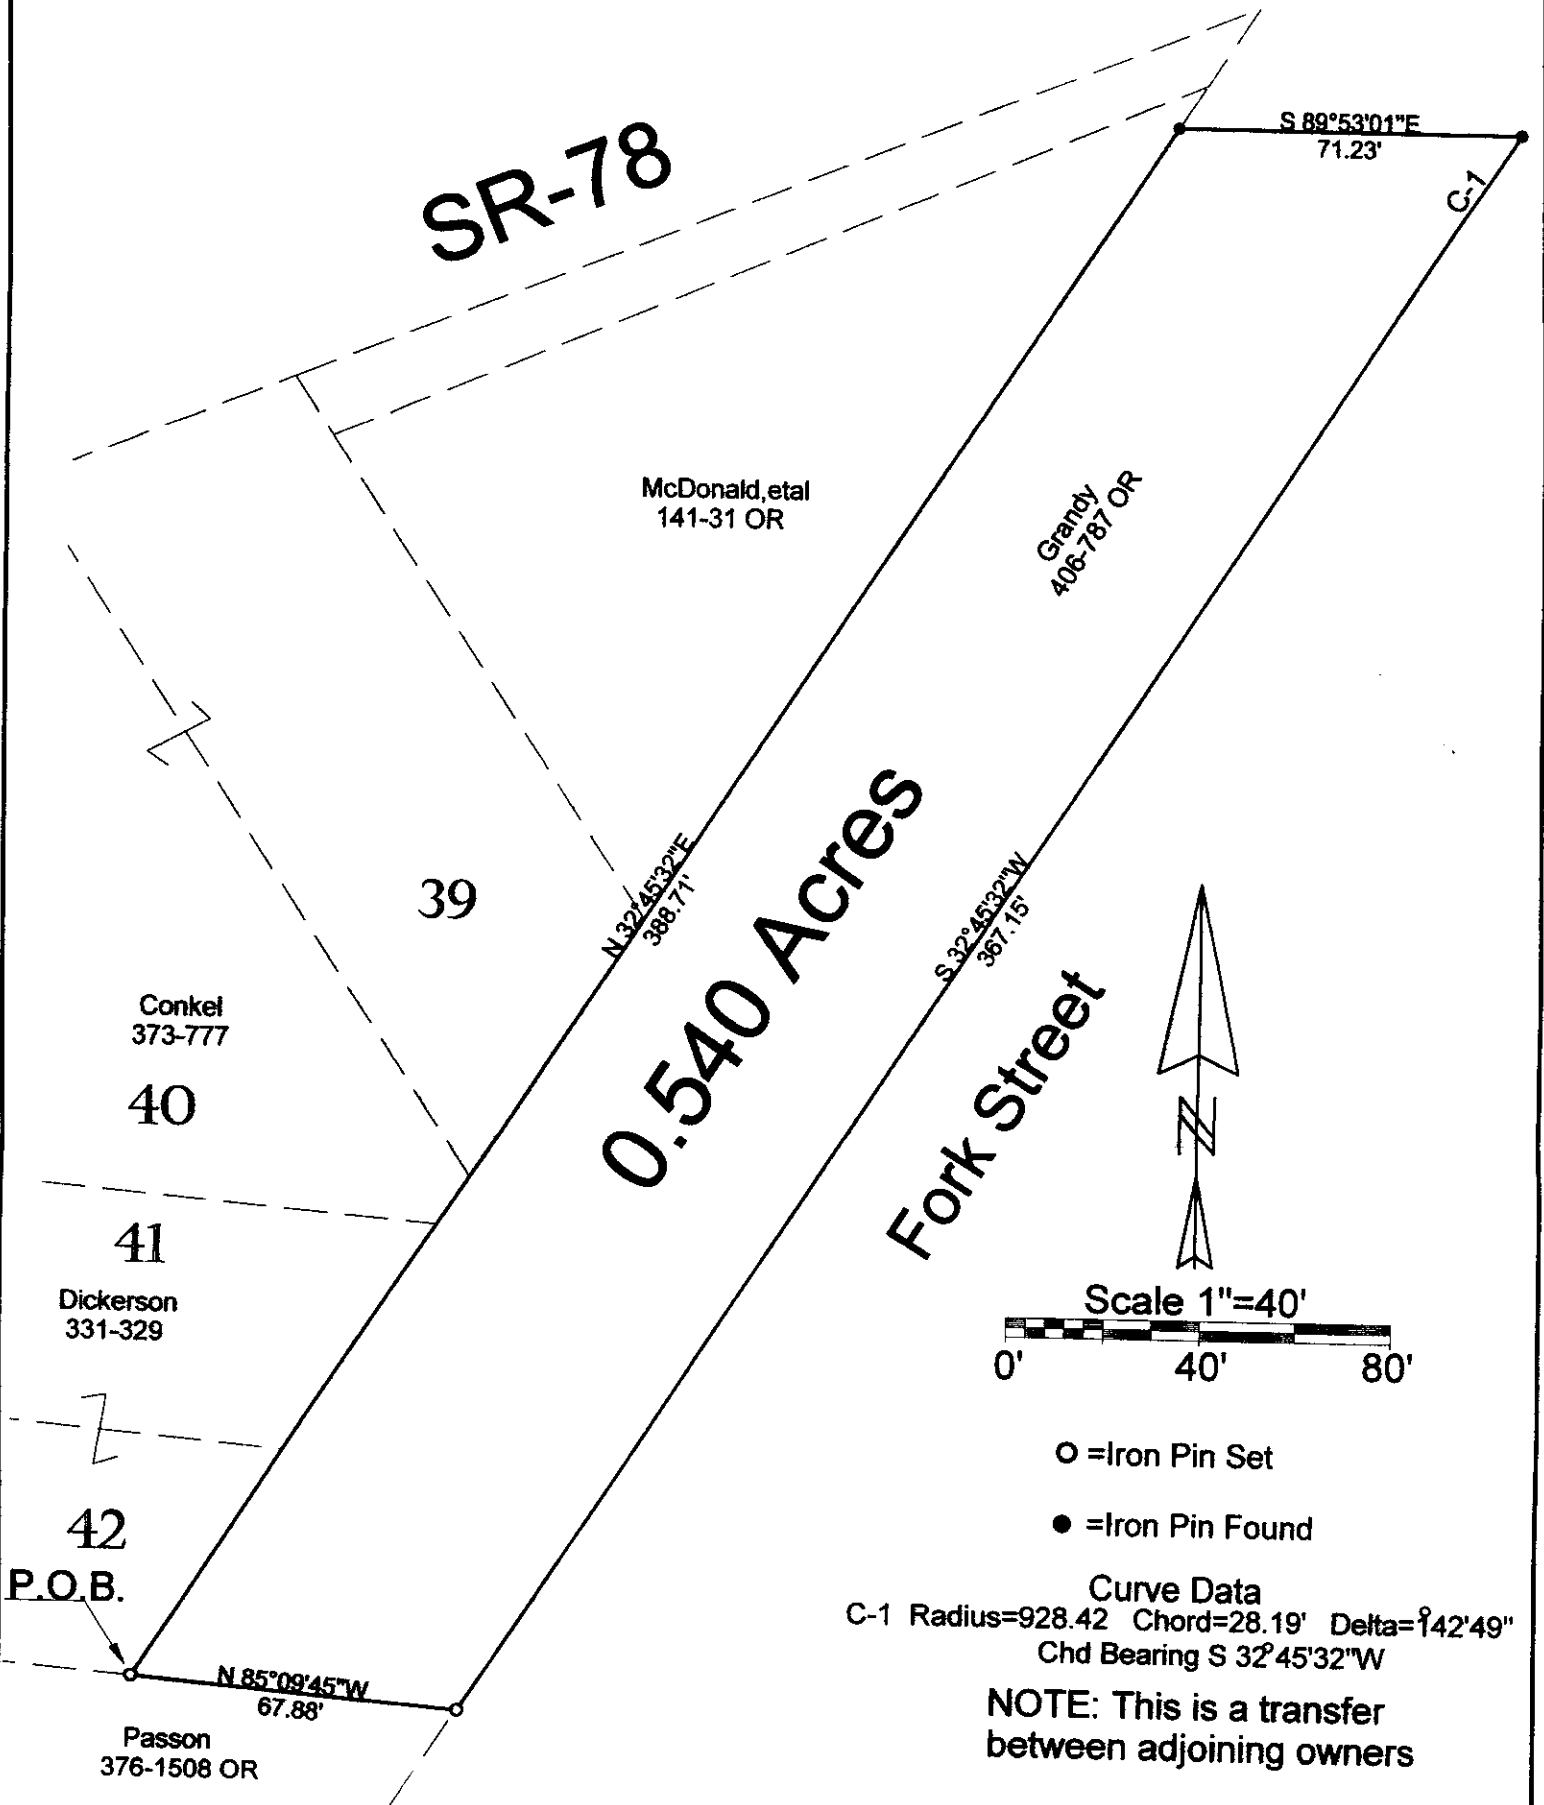 SR-78
S 89°53'01"E
71.23'
C-1
McDonald,etal
141-31 OR
Grandy
406-787 OR
39
N 32°45'32"E
388.71'
0.540 Acres
S 32°45'32"W
367.15'
Fork Street
Conkel
373-777
40
41
Dickerson
331-329
N
Scale 1"=40'
0' 40' 80'
O =Iron Pin Set
● =Iron Pin Found
42
P.O.B.
Curve Data
C-1 Radius=928.42 Chord=28.19' Delta=1°42'49"
Chd Bearing S 32°45'32"W
N 85°09'45"W
67.88'
NOTE: This is a transfer
between adjoining owners
Passon
376-1508 OR